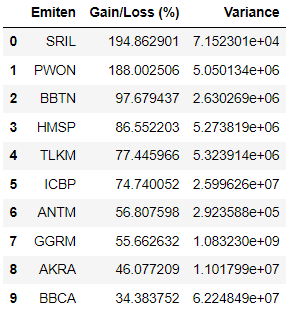 Emiten Gain/Loss (%) Variance
0 SRIL 194.862901 7.152301e+04
1 PWON 188.002506 5.050134e+06
2 BBTN 97.679437 2.630269e+06
3 HMSP 86.552203 5.273819e+06
4 TLKM 77.445966 5.323914e+06
5 ICBP 74.740052 2.599626e+07
6 ANTM 56.807598 2.923588e+05
7 GGRM 55.662632 1.083230e+09
8 AKRA 46.077209 1.101799e+07
9 BBCA 34.383752 6.224849e+07